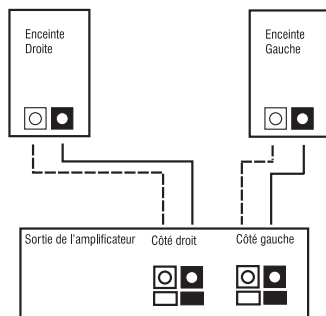 Enceinte
Droite
Enceinte
Gauche
Sortie de l'amplificateur Côté droit Côté gauche